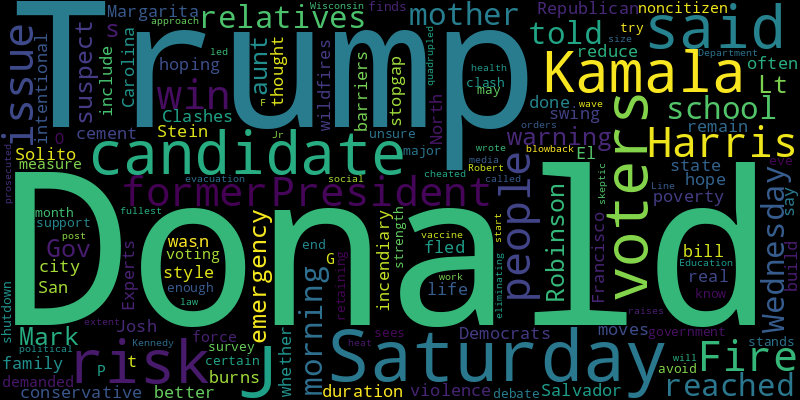 Trump
Donald
Margarita
approach
relatives
mother
Wisconsin
finds
Republican
noncitizen
said
issue
intentional
suspect
s
include
Carolina
hoping
aunt
thought
F
wildfires
barriers
stopgap
quadrupled
North
led
health
clash
may
told
reduce
try
size
Department
Kamala
Lt
often
win
Clashes
cement
Stein
Jr
unsure
major
done
swing
school
warning
orders
wave
remain
Harris
0
Solito
measure
candidate
wrote
blowback
media
Robert
El
state
eve
skeptic
hope
say
build
prosecuted
evacuation
social
cheated
called
former
President
people
voters
Line
poverty
Wednesday
month
support
post
fullest
Gov
city
San
wasn
voting
style
enough
law
emergency
end
G
morning
incendiary
strength
fled
life
work
vaccine
start
eliminating
retaining
Robinson
Francisco
bill
Education
real
know
shutdown
Mark
family
political
demanded
conservative
Experts
extent
Josh
Kennedy
risk
P
t
better
force
survey
certain
burns
J
whether
heat
Saturday
duration
sees
violence
Democrats
debate
moves
raises
government
Salvador
will
avoid
Fire
stands
reached